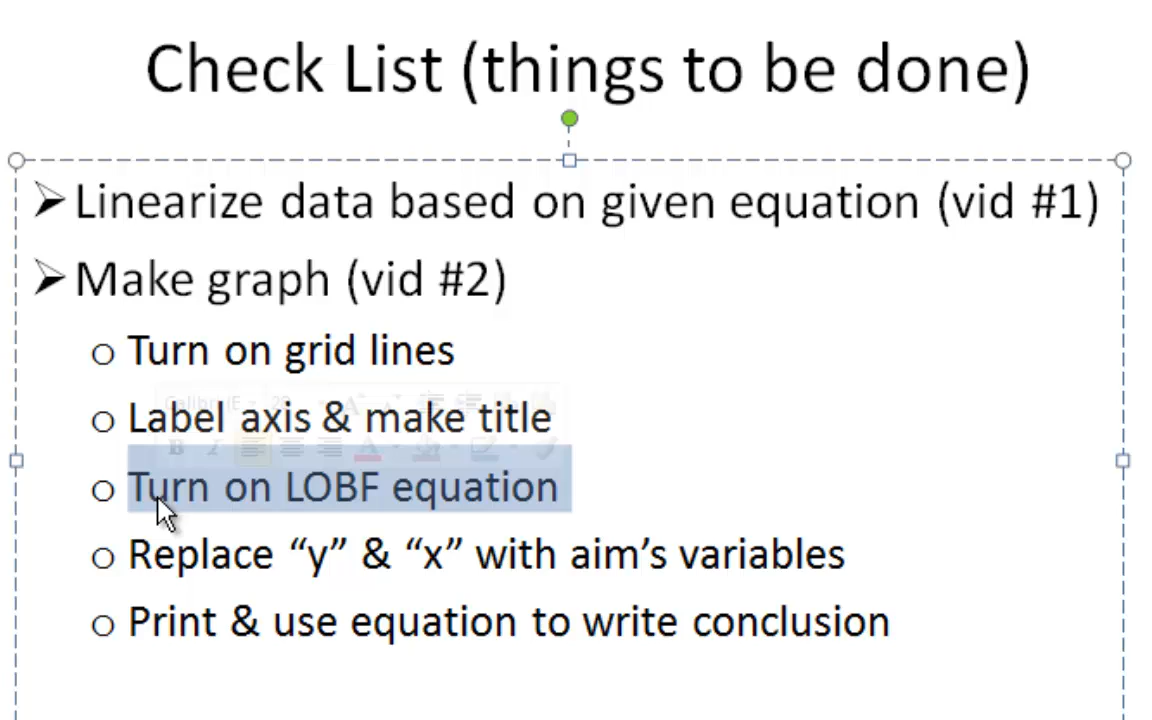 Check List (things to be done)
Linearize data based on given equation (vid #1)
Make graph (vid #2)
Turn on grid lines
Label axis & make title
Turn on LOBF equation
Replace “y” & “x” with aim’s variables
Print & use equation to write conclusion